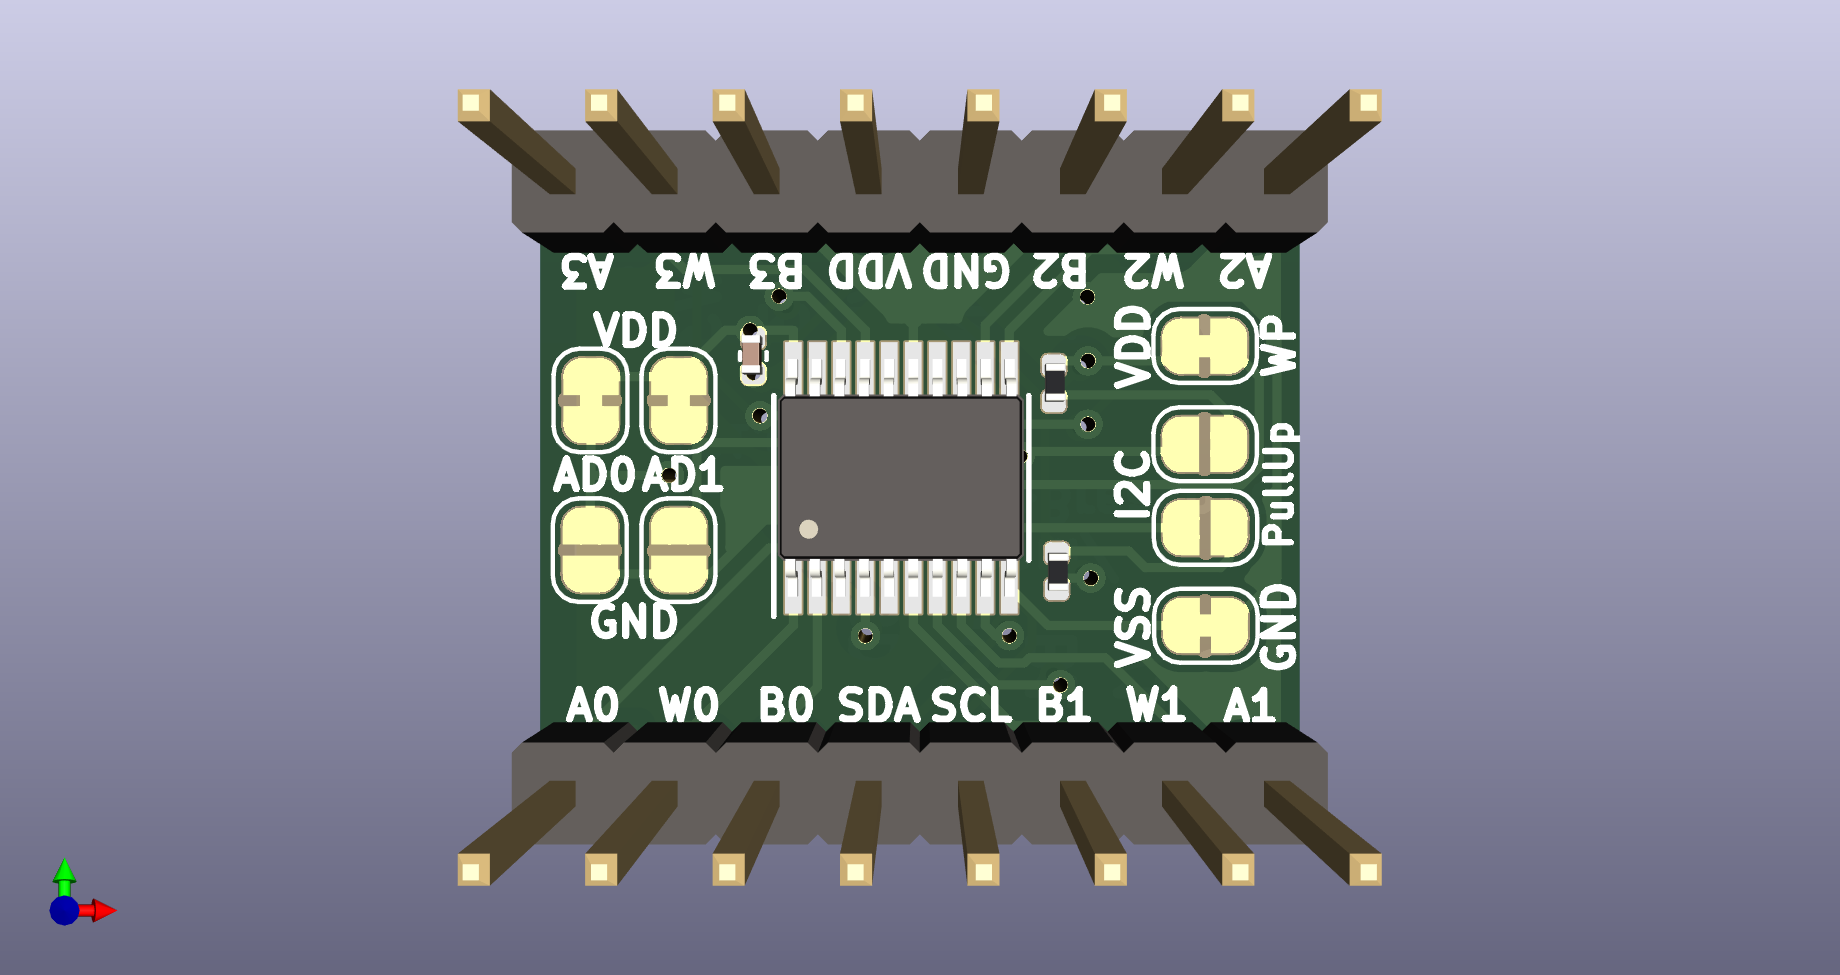 A3 W3 B3 VDD GND B2 W2 A2
VDD
AD0 AD1
GND
VDD
WP
I2C
PullUp
VSS
GND
A0 W0 B0 SDA SCL B1 W1 A1